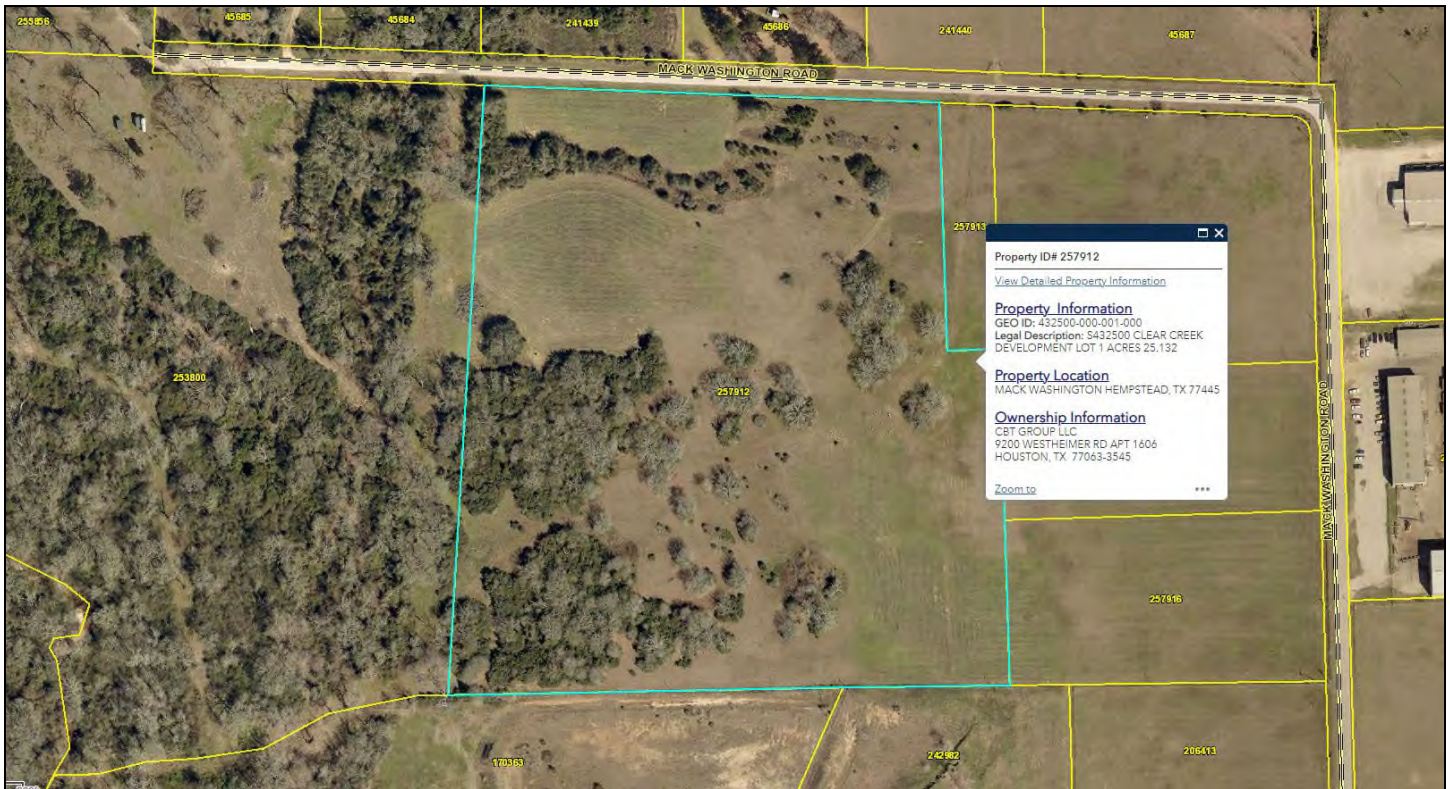 255856
45685
45684
241439
45686
241440
45687
MACK WASHINGTON ROAD
257913
Property ID# 257912
View Detailed Property Information
Property Information
GEO ID: 432500-000-001-000
Legal Description: S432500 CLEAR CREEK
DEVELOPMENT LOT 1 ACRES 25.132
Property Location
MACK WASHINGTON HEMPSTEAD, TX 77445
Ownership Information
CBT GROUP LLC
9200 WESTHEIMER RD APT 1606
HOUSTON, TX 77063-3545
Zoom to
253800
257912
MACK WASHINGTON ROAD
257916
170363
242982
206413